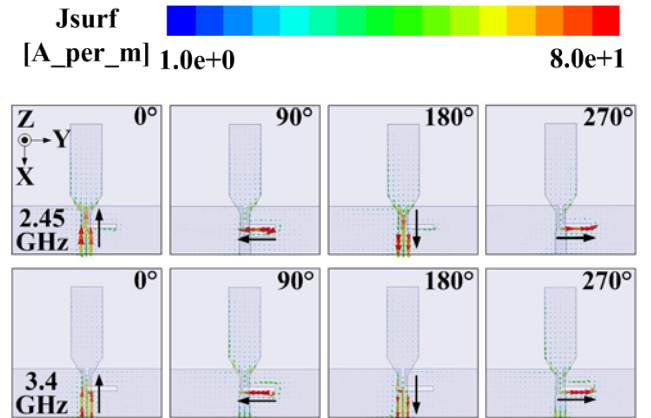 Jsurf
[A_per_m] 1.0e+0 8.0e+1
0° 90° 180° 270°
Z
Y
X
2.45
GHz
0° 90° 180° 270°
3.4
GHz